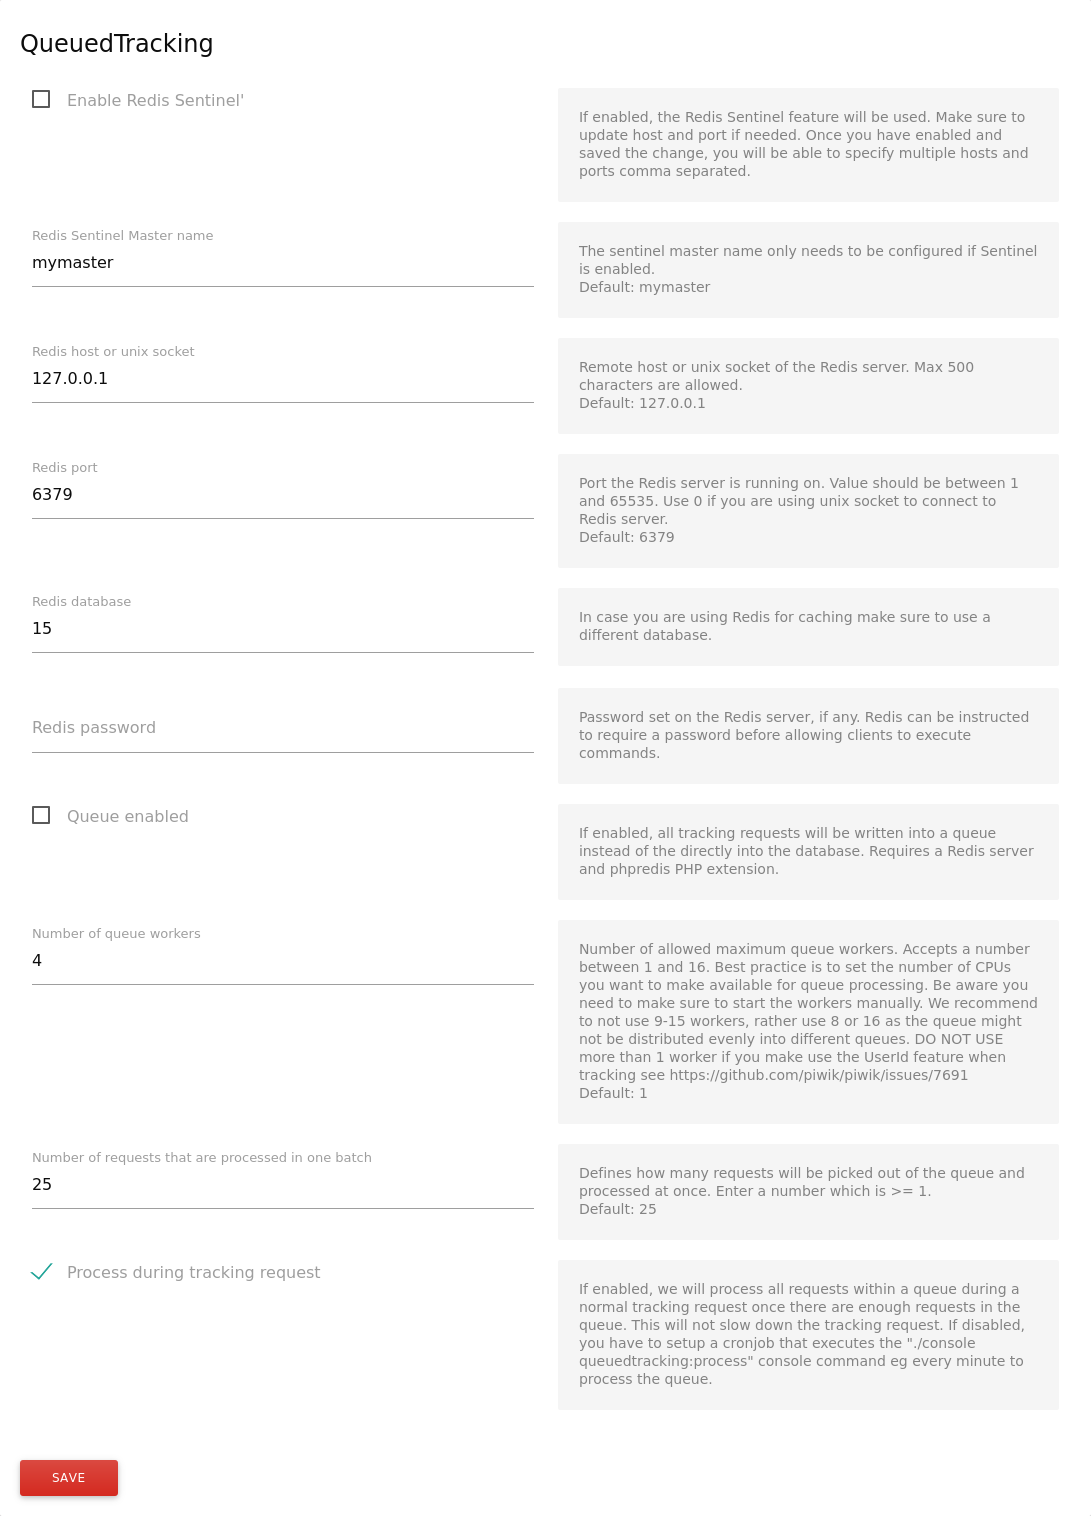 QueuedTracking
Enable Redis Sentinel'
If enabled, the Redis Sentinel feature will be used. Make sure to
update host and port if needed. Once you have enabled and
saved the change, you will be able to specify multiple hosts and
ports comma separated.
Redis Sentinel Master name
mymaster
The sentinel master name only needs to be configured if Sentinel
is enabled.
Default: mymaster
Redis host or unix socket
127.0.0.1
Remote host or unix socket of the Redis server. Max 500
characters are allowed.
Default: 127.0.0.1
Redis port
6379
Port the Redis server is running on. Value should be between 1
and 65535. Use 0 if you are using unix socket to connect to
Redis server.
Default: 6379
Redis database
15
In case you are using Redis for caching make sure to use a
different database.
Redis password
Password set on the Redis server, if any. Redis can be instructed
to require a password before allowing clients to execute
commands.
Queue enabled
If enabled, all tracking requests will be written into a queue
instead of the directly into the database. Requires a Redis server
and phpredis PHP extension.
Number of queue workers
4
Number of allowed maximum queue workers. Accepts a number
between 1 and 16. Best practice is to set the number of CPUs
you want to make available for queue processing. Be aware you
need to make sure to start the workers manually. We recommend
to not use 9-15 workers, rather use 8 or 16 as the queue might
not be distributed evenly into different queues. DO NOT USE
more than 1 worker if you make use the UserId feature when
tracking see https://github.com/piwik/piwik/issues/7691
Default: 1
Number of requests that are processed in one batch
25
Defines how many requests will be picked out of the queue and
processed at once. Enter a number which is >= 1.
Default: 25
Process during tracking request
If enabled, we will process all requests within a queue during a
normal tracking request once there are enough requests in the
queue. This will not slow down the tracking request. If disabled,
you have to setup a cronjob that executes the "./console
queuedtracking:process" console command eg every minute to
process the queue.
SAVE